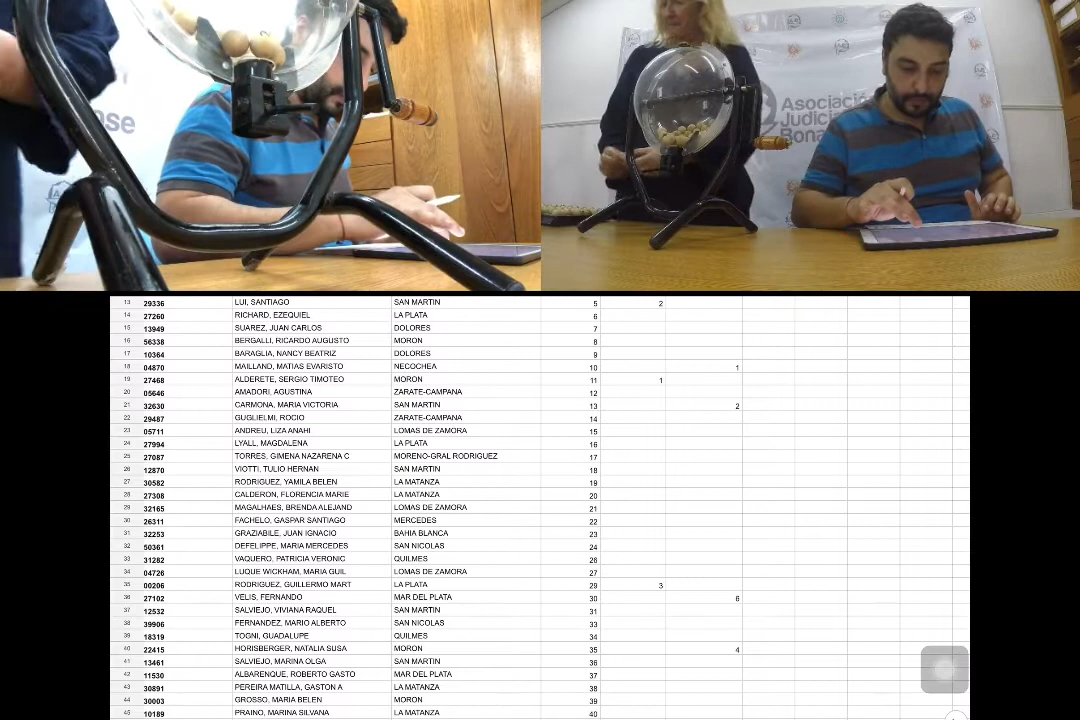 ase
Asociació
Judicia
Bona
13 29336 LUI, SANTIAGO SAN MARTIN 5 2
14 27260 RICHARD, EZEQUIEL LA PLATA 6
15 13949 SUAREZ, JUAN CARLOS DOLORES 7
16 56338 BERGALLI, RICARDO AUGUSTO MORON 8
17 10364 BARAGLIA, NANCY BEATRIZ DOLORES 9
18 04870 MAILLAND, MATIAS EVARISTO NECOCHEA 10 1
19 27468 ALDERETE, SERGIO TIMOTEO MORON 11 1
20 05646 AMADORI, AGUSTINA ZARATE-CAMPANA 12
21 32630 CARMONA, MARIA VICTORIA SAN MARTIN 13 2
22 29487 GUGLIELMI, ROCIO ZARATE-CAMPANA 14
23 05711 ANDREU, LIZA ANAHI LOMAS DE ZAMORA 15
24 27994 LYALL, MAGDALENA LA PLATA 16
25 27087 TORRES, GIMENA NAZARENA C MORENO-GRAL RODRIGUEZ 17
26 12870 VIOTTI, TULIO HERNAN SAN MARTIN 18
27 30582 RODRIGUEZ, YAMILA BELEN LA MATANZA 19
28 27308 CALDERON, FLORENCIA MARIE LA MATANZA 20
29 32165 MAGALHAES, BRENDA ALEJAND LOMAS DE ZAMORA 21
30 26311 FACHELO, GASPAR SANTIAGO MERCEDES 22
31 32253 GRAZIABILE, JUAN IGNACIO BAHIA BLANCA 23
32 50361 DEFELIPPE, MARIA MERCEDES SAN NICOLAS 24
33 31282 VAQUERO, PATRICIA VERONIC QUILMES 26
34 04726 LUQUE WICKHAM, MARIA GUIL LOMAS DE ZAMORA 27
35 00206 RODRIGUEZ, GUILLERMO MART LA PLATA 29 3
36 27102 VELIS, FERNANDO MAR DEL PLATA 30 6
37 12532 SALVIEJO, VIVIANA RAQUEL SAN MARTIN 31
38 39906 FERNANDEZ, MARIO ALBERTO SAN NICOLAS 33
39 18319 TOGNI, GUADALUPE QUILMES 34
40 22415 HORISBERGER, NATALIA SUSA MORON 35 4
41 13461 SALVIEJO, MARINA OLGA SAN MARTIN 36
42 11530 ALBARENQUE, ROBERTO GASTO MAR DEL PLATA 37
43 30891 PEREIRA MATILLA, GASTON A LA MATANZA 38
44 30003 GROSSO, MARIA BELEN MORON 39
45 10189 PRAINO, MARINA SILVANA LA MATANZA 40